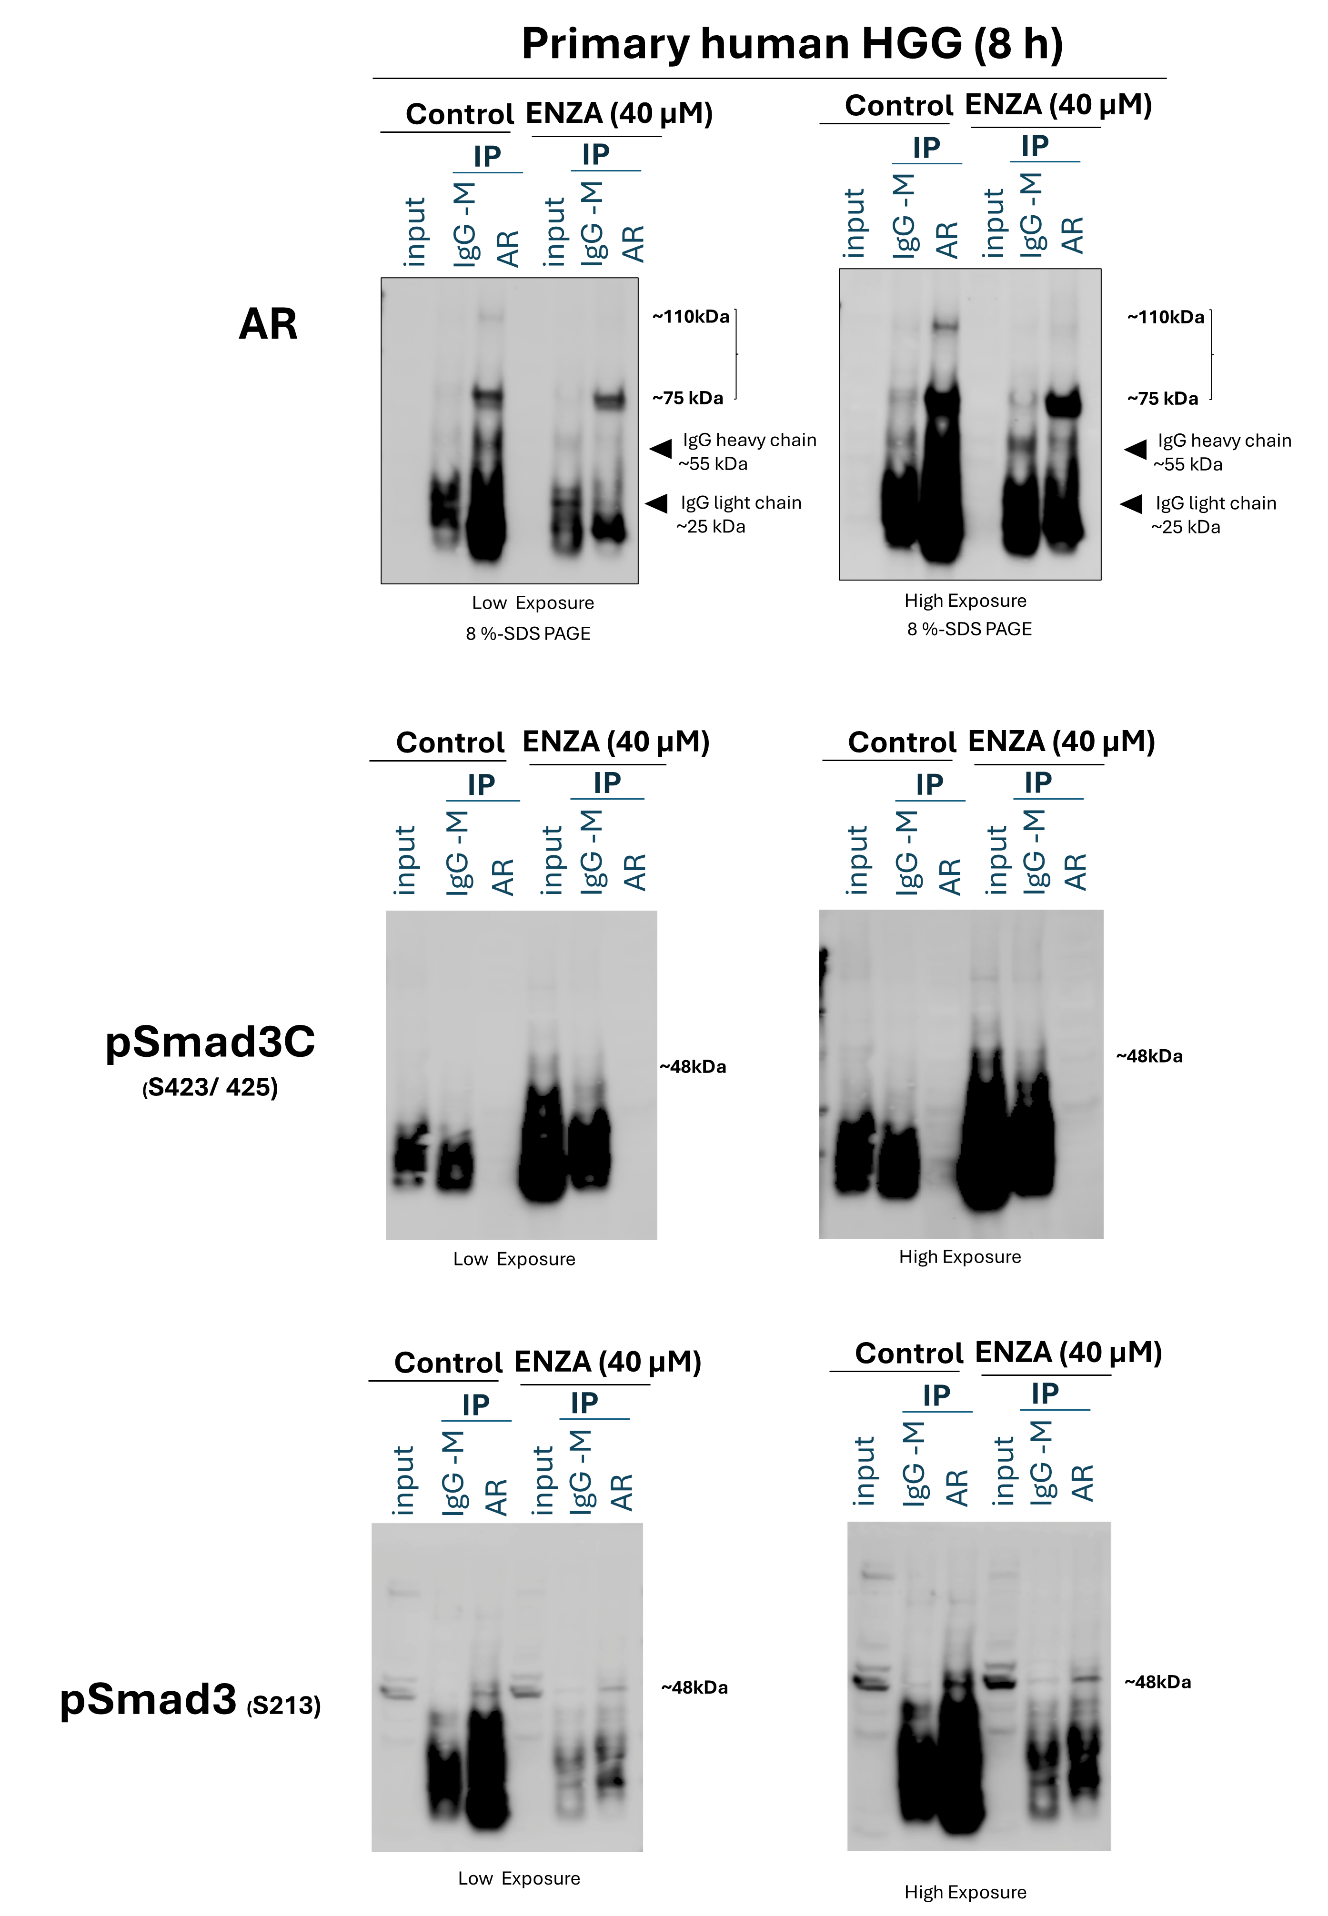 Primary human HGG (8 h)
Control ENZA (40 µM)
Control ENZA (40 µM)
IP
IP
IP
IP
input
IgG -M
AR
input
IgG -M
AR
input
IgG -M
AR
input
IgG -M
AR
AR
~110kDa
~75 kDa
IgG heavy chain
~55 kDa
IgG light chain
~25 kDa
~110kDa
~75 kDa
IgG heavy chain
~55 kDa
IgG light chain
~25 kDa
Low Exposure
8 %-SDS PAGE
High Exposure
8 %-SDS PAGE
Control ENZA (40 µM)
Control ENZA (40 µM)
IP
IP
IP
IP
input
IgG -M
AR
input
IgG -M
AR
input
IgG -M
AR
input
IgG -M
AR
pSmad3C
(S423/ 425)
~48kDa
~48kDa
Low Exposure
High Exposure
Control ENZA (40 µM)
Control ENZA (40 µM)
IP
IP
IP
IP
input
IgG -M
AR
input
IgG -M
AR
input
IgG -M
AR
input
IgG -M
AR
pSmad3 (S213)
~48kDa
~48kDa
Low Exposure
High Exposure